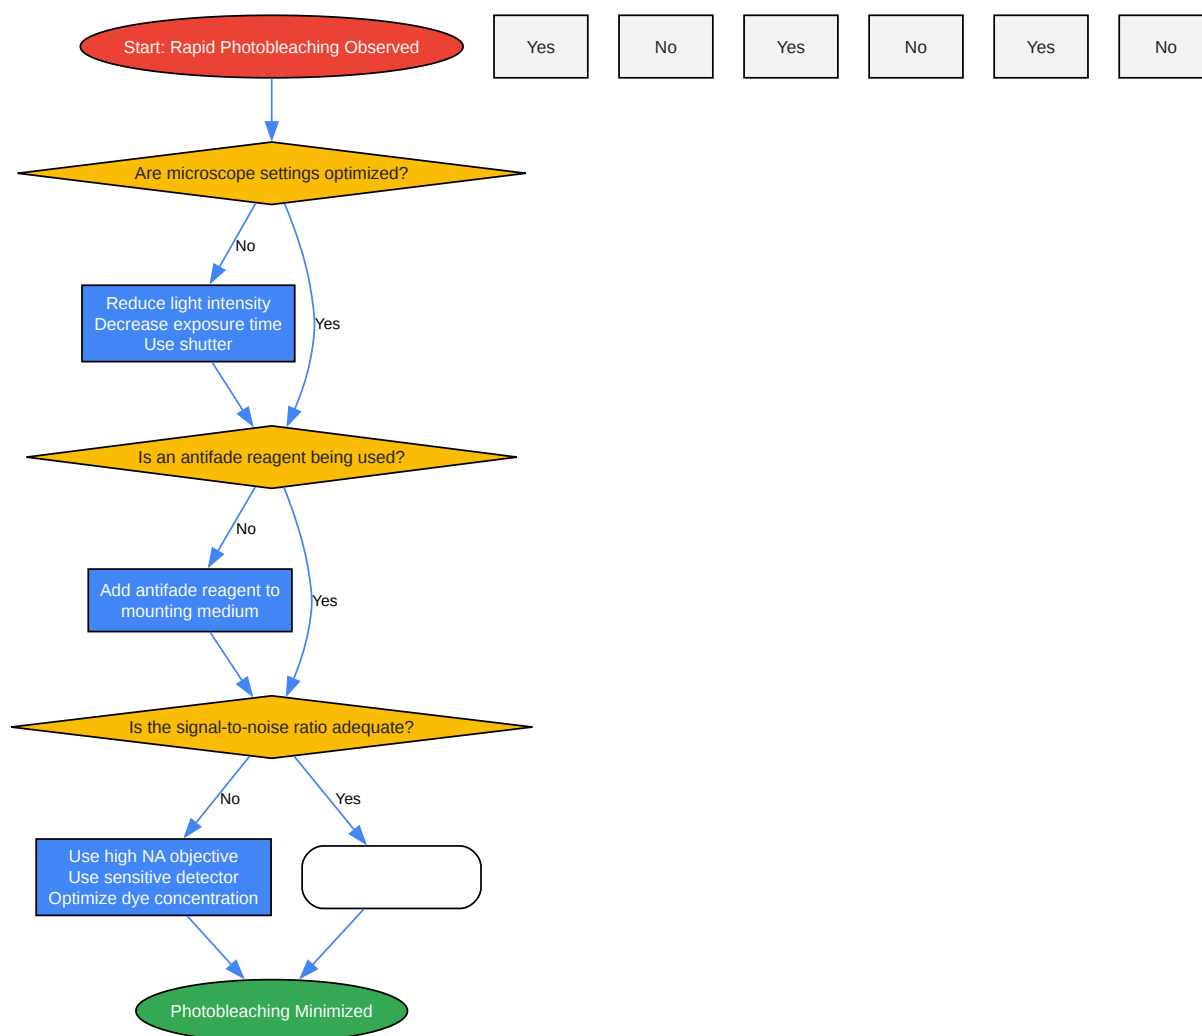 Start: Rapid Photobleaching Observed
Yes
No
Yes
No
Yes
No
Are microscope settings optimized?
No
Reduce light intensity
Decrease exposure time
Use shutter
Yes
Is an antifade reagent being used?
No
Add antifade reagent to
mounting medium
Yes
Is the signal-to-noise ratio adequate?
No
Yes
Use high NA objective
Use sensitive detector
Optimize dye concentration
Photobleaching Minimized